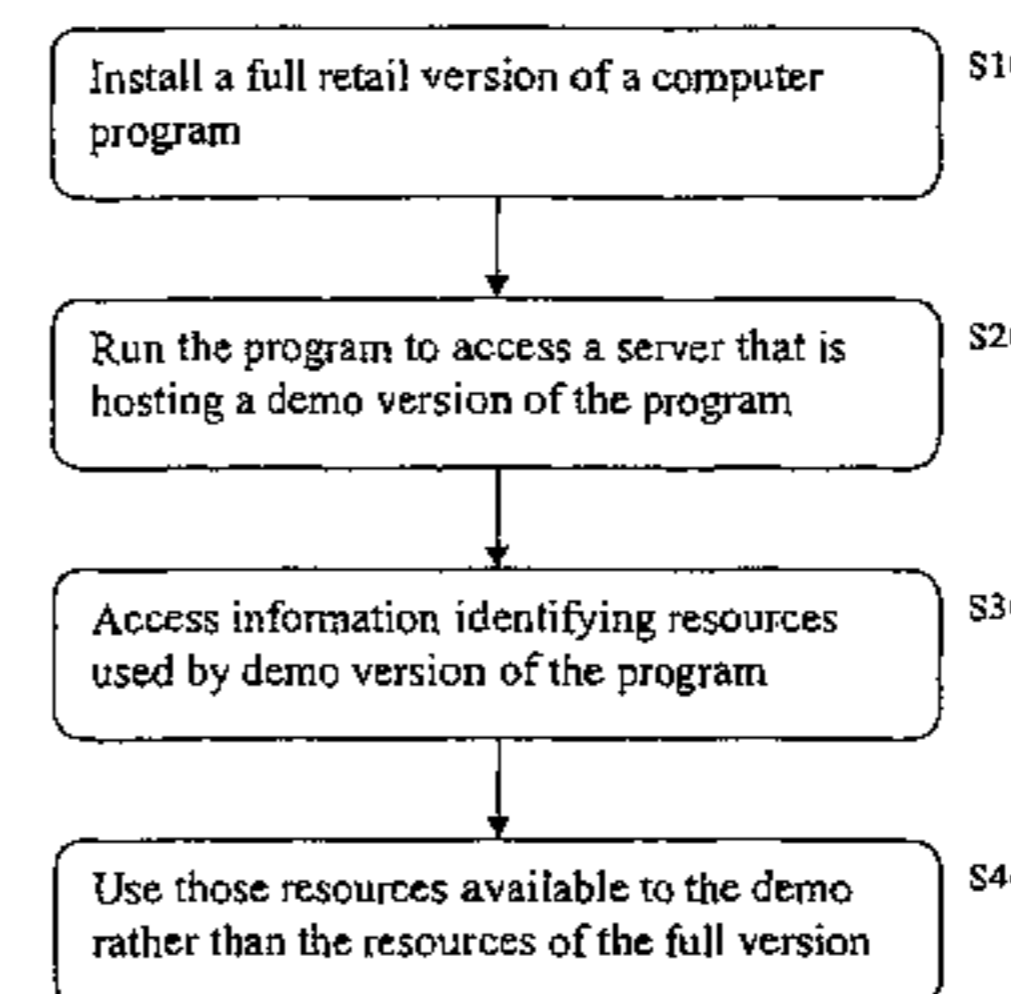 Install a full retail version of a computer
program
Run the program to access a server that is
hosting a demo version of the program
Access information identifying resources
used by demo version of the program
Use those resources available to the demo
rather than the resources of the full version